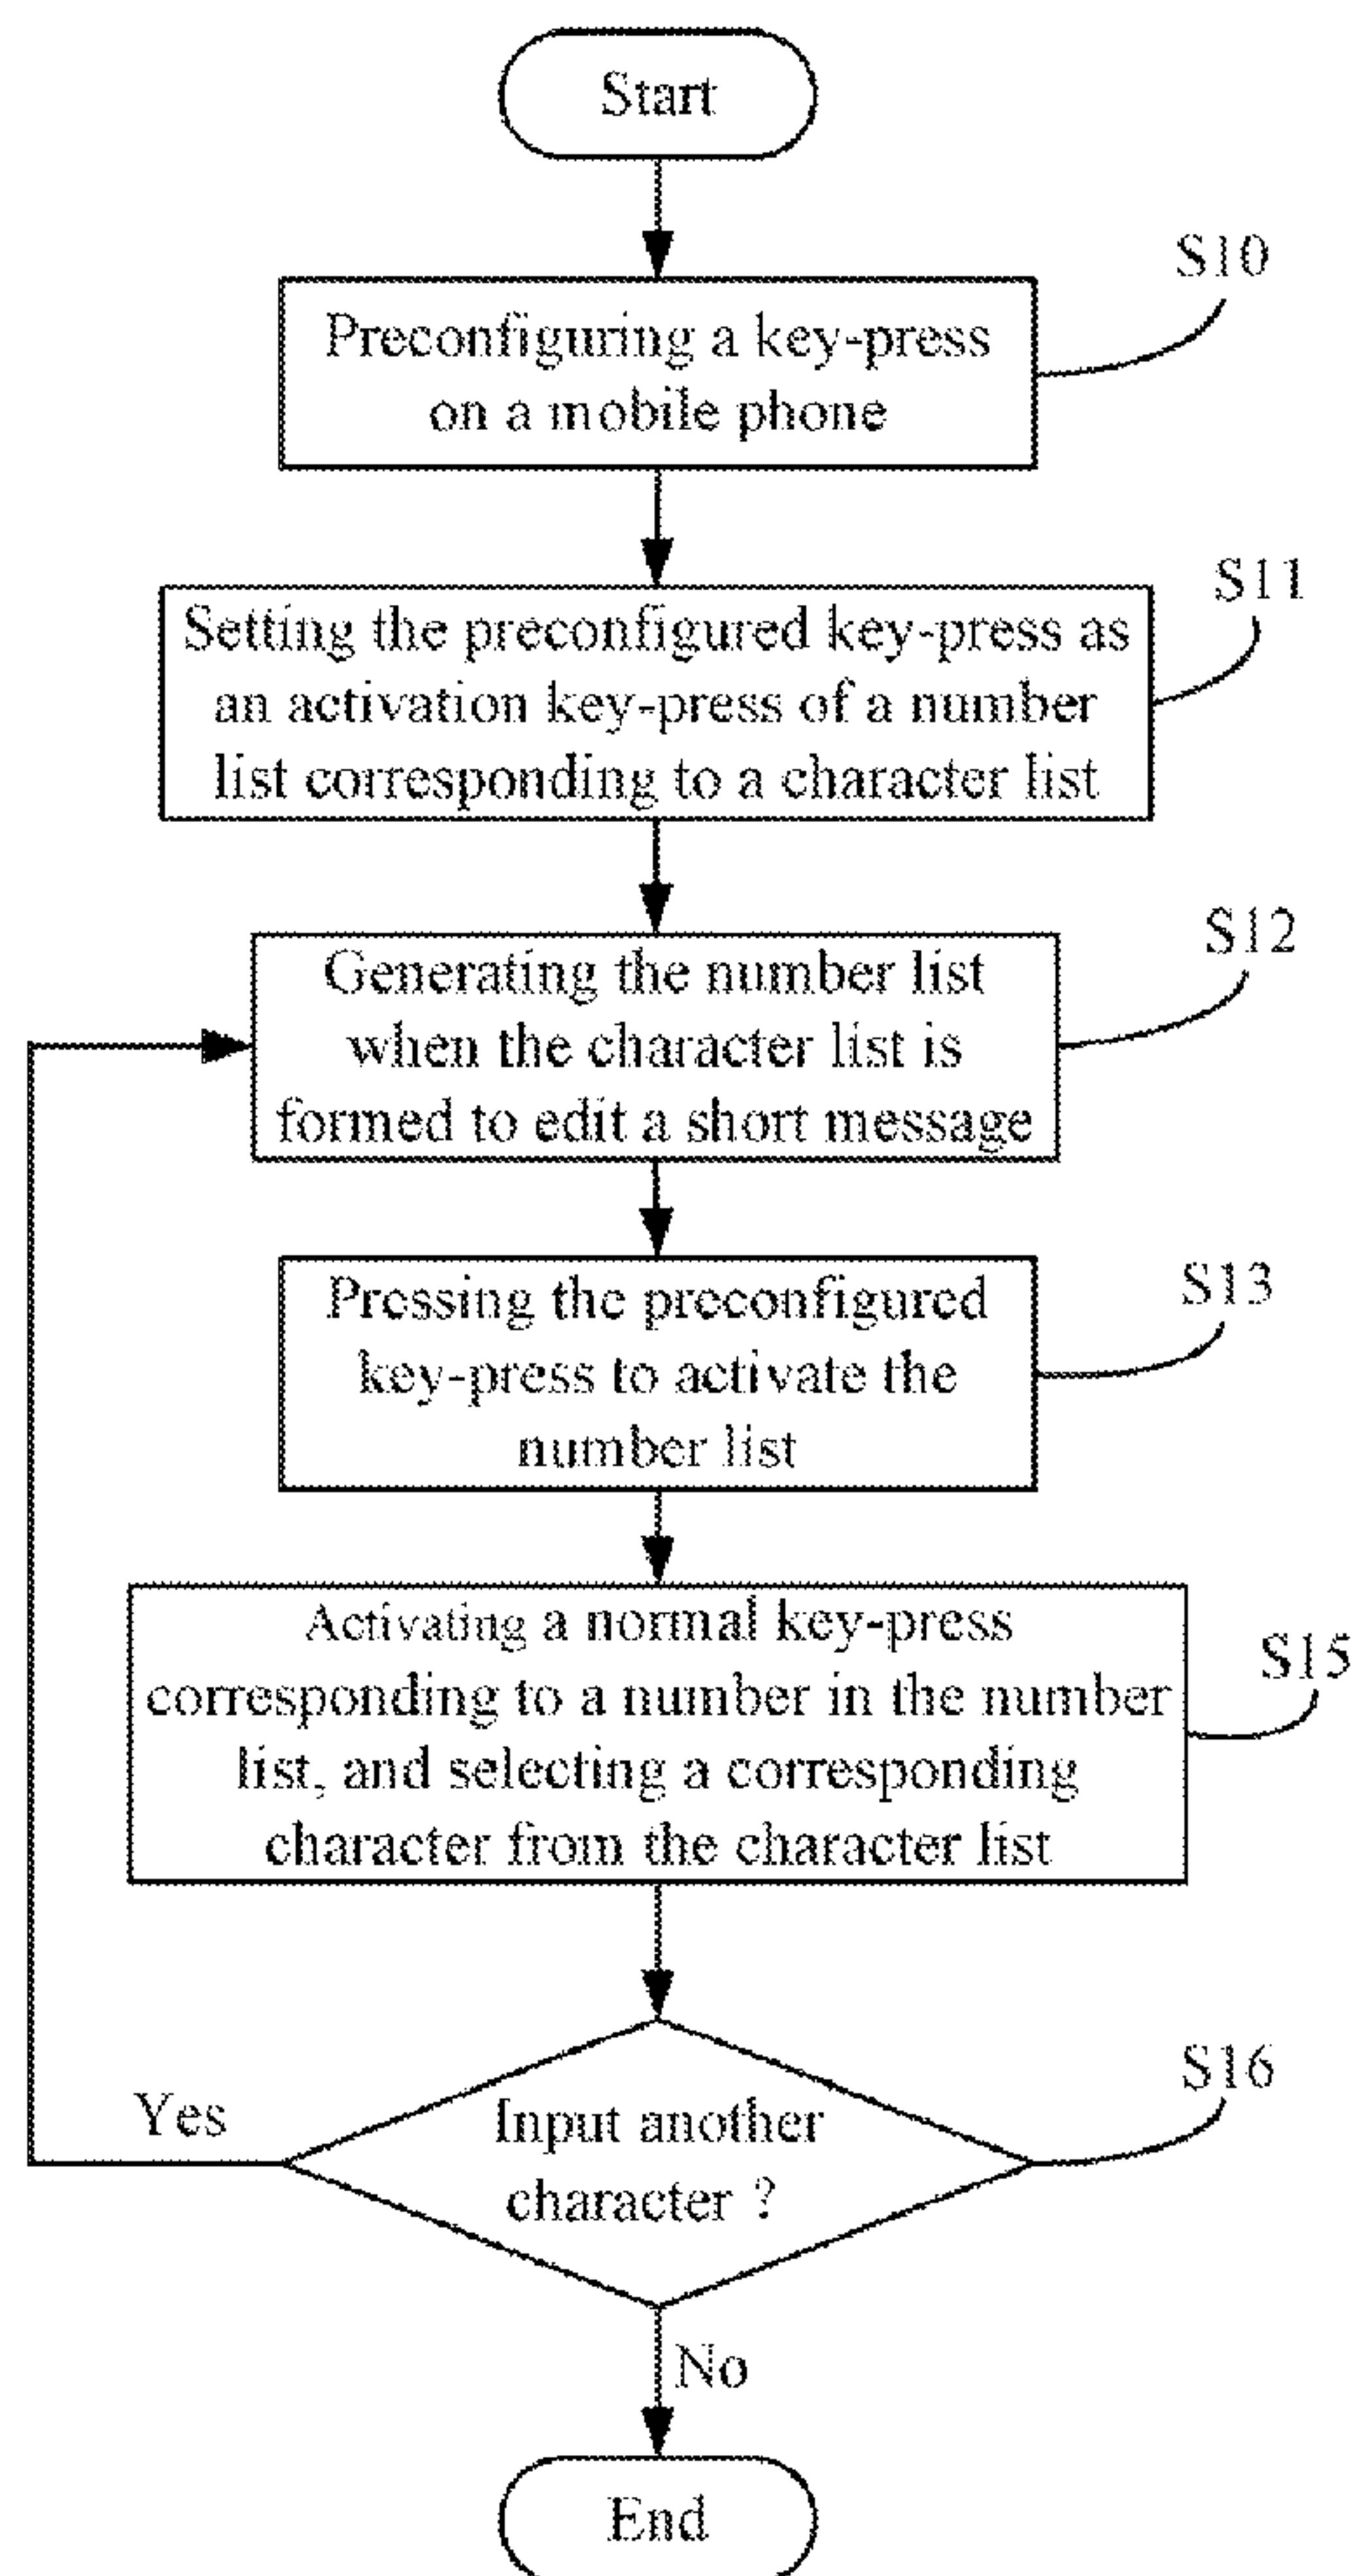 Start
S10
Preconfiguring a key-press
on a mobile phone
S11
Setting the preconfigured key-press as
an activation key-press of a number
list corresponding to a character list
S12
Generating the number list
when the character list is
formed to edit a short message
S13
Pressing the preconfigured
key-press to activate the
number list
Activating a normal key-press
S15
corresponding to a number in the number
list, and selecting a corresponding
character from the character list
S16
Yes
Input another
character ?
No
End